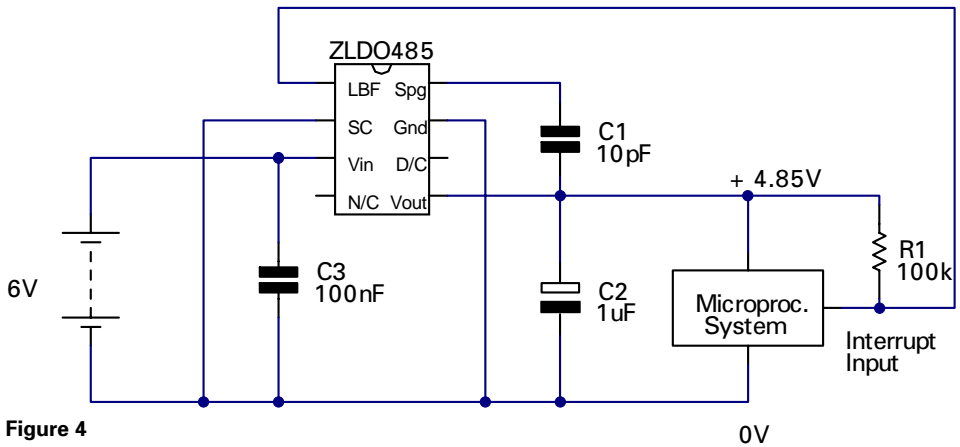 ZLDO485
LBF Spg
SC Gnd
Vin D/C
N/C Vout
C1
10pF
+ 4.85V
R1
100k
6V
C3
100nF
C2
1uF
Microproc.
System
Interrupt
Input
Figure 4
0V